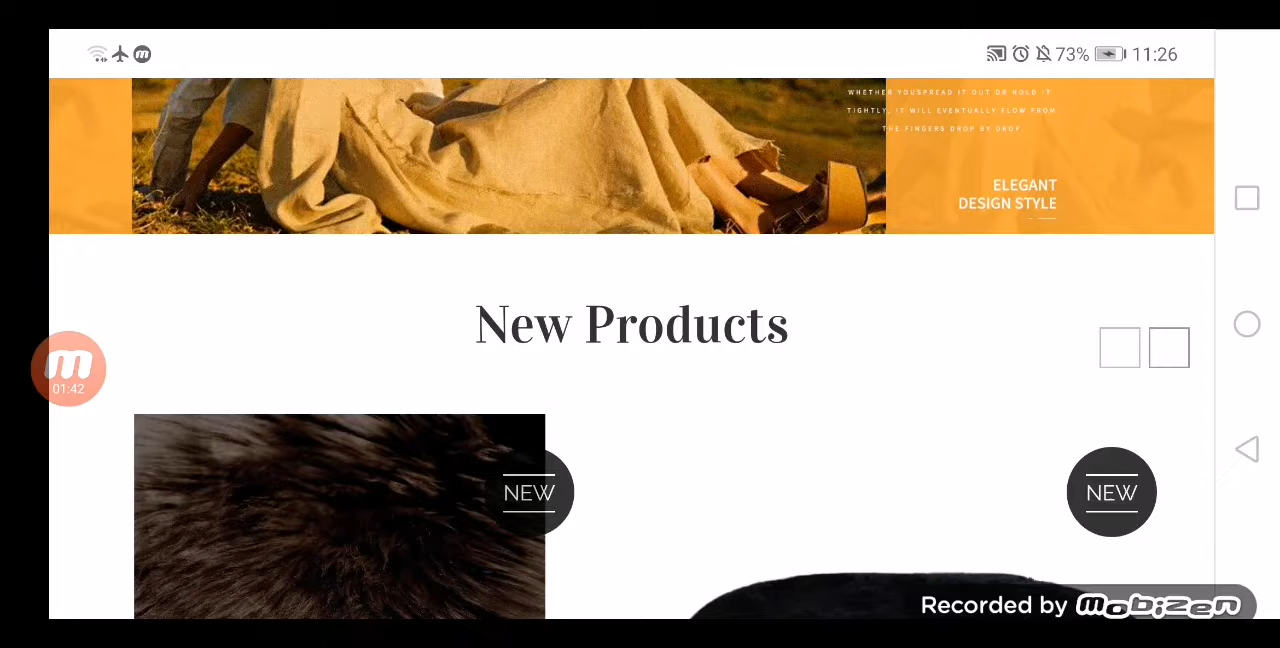 73% 11:26
WHETHER YOUSPREAD IT OUT OR HOLD IT
TIGHTLY, IT WILL EVENTUALLY FLOW FROM
THE FINGERS DROP BY DROP.
ELEGANT
DESIGN STYLE
New Products
m
01:42
NEW
NEW
Recorded by mobizen